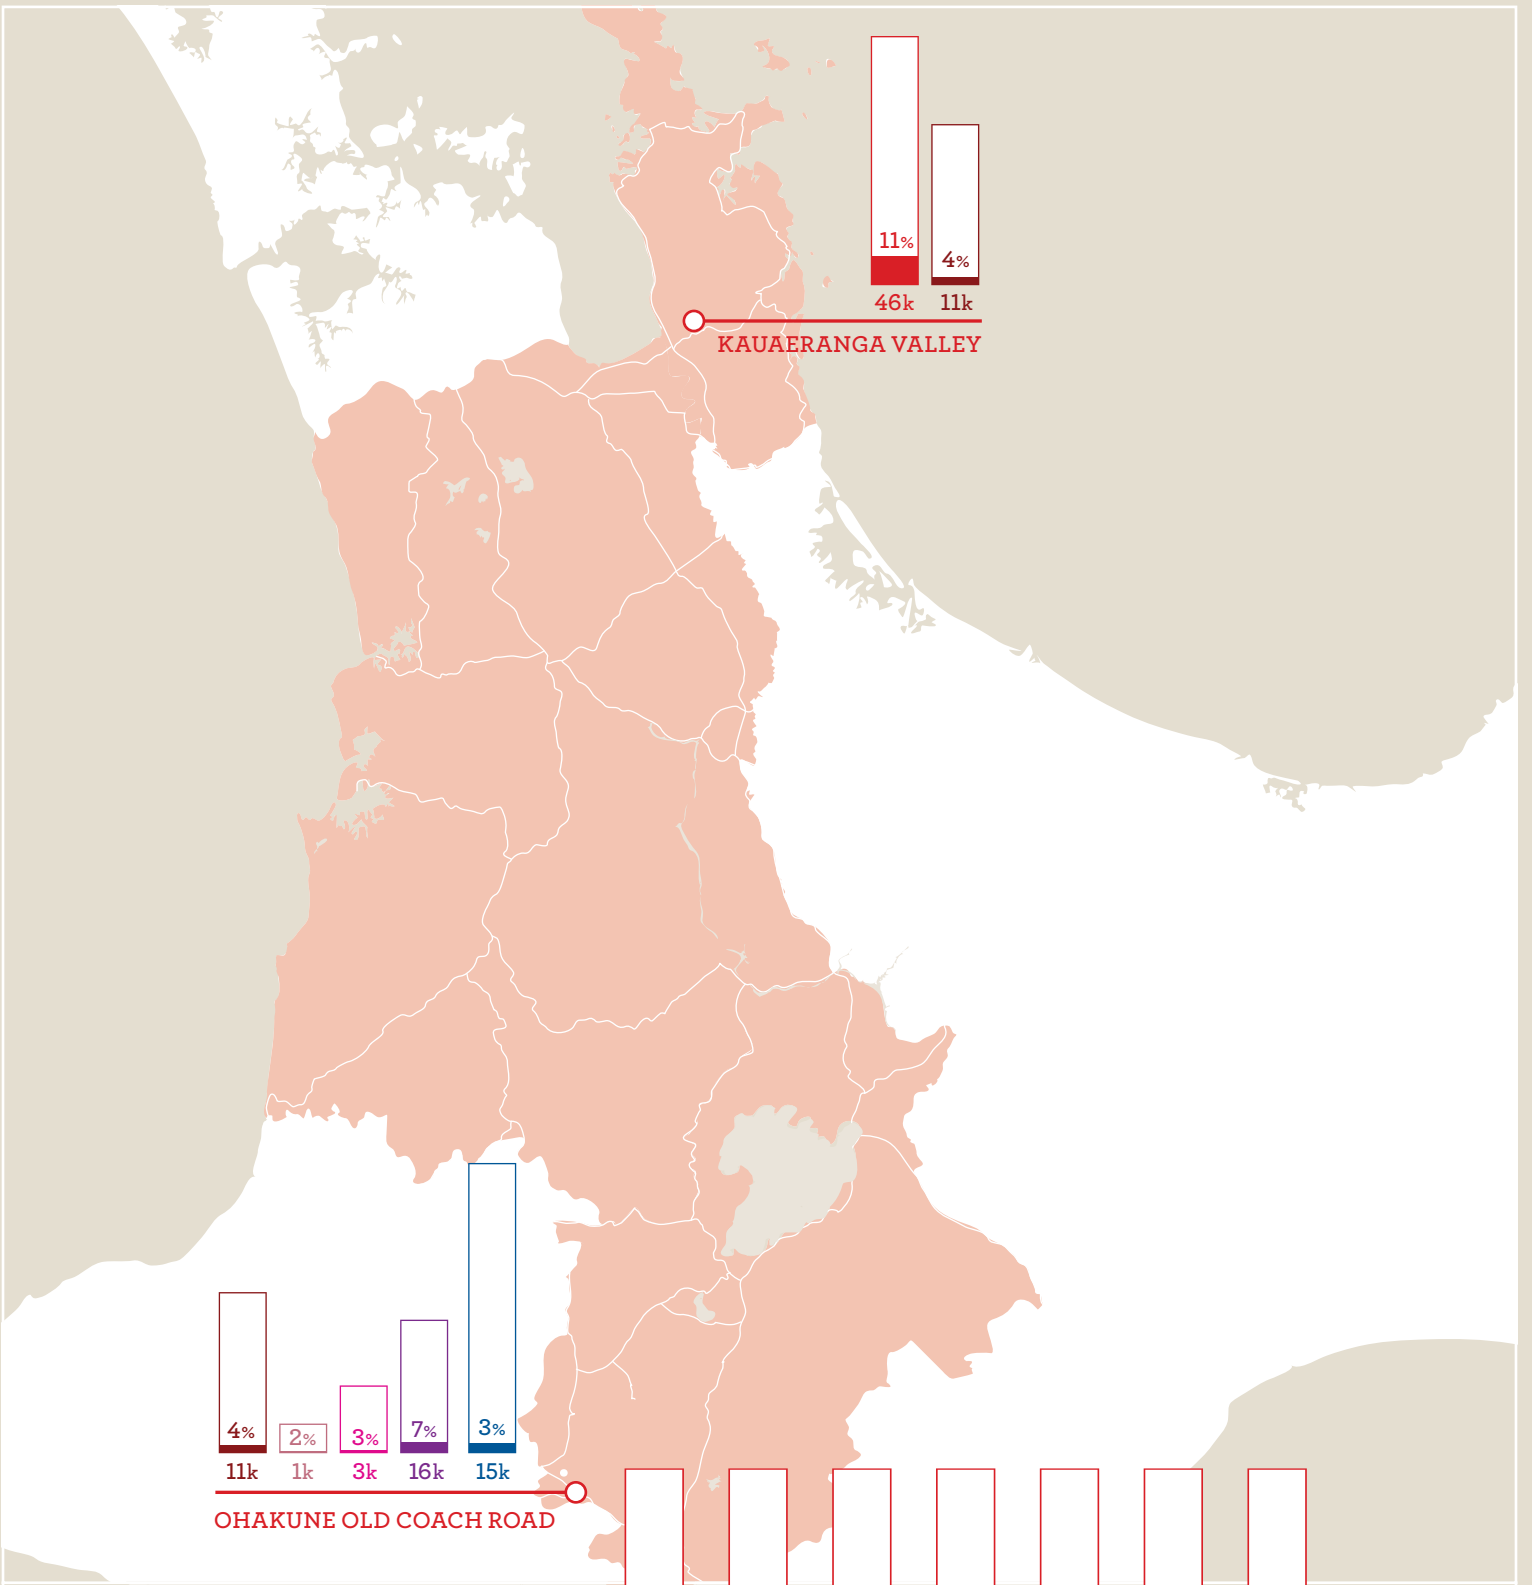 11%
4%
46k 11k
KAUAERANGA VALLEY
4% 2% 3% 7% 3%
11k 1k 3k 16k 15k
OHAKUNE OLD COACH ROAD